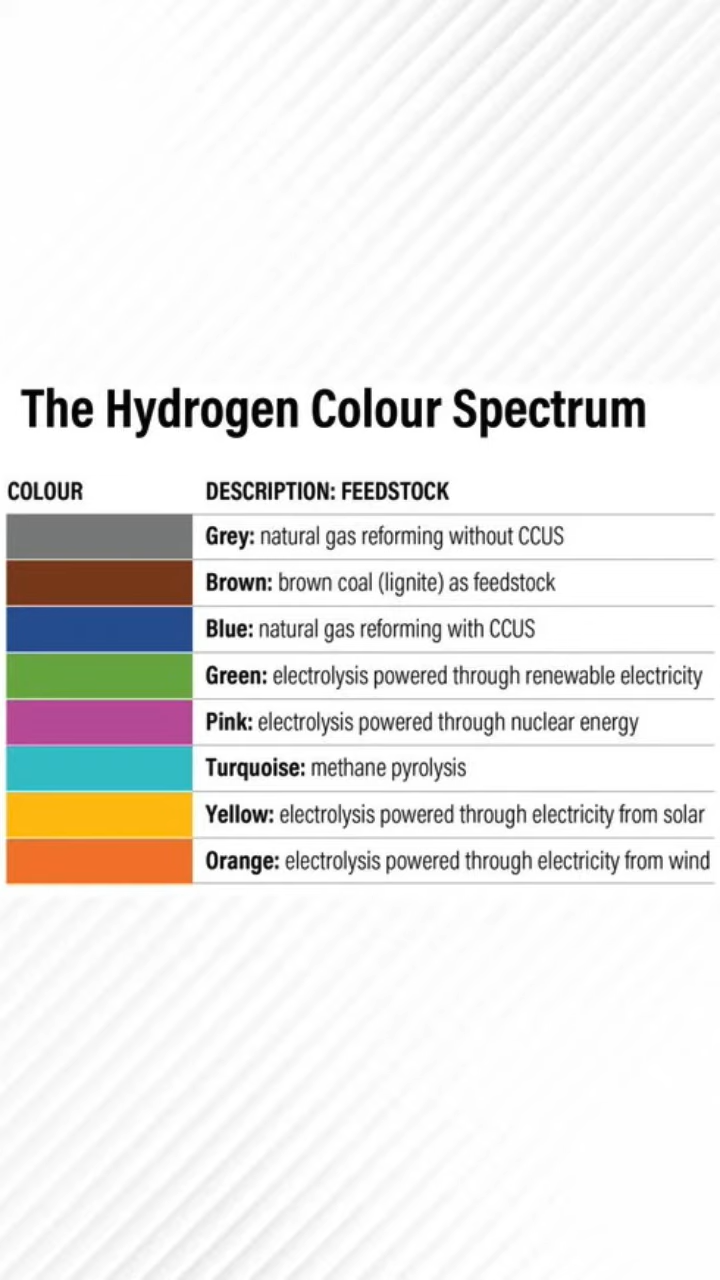 The Hydrogen Colour Spectrum
COLOUR DESCRIPTION: FEEDSTOCK
Grey: natural gas reforming without CCUS
Brown: brown coal (lignite) as feedstock
Blue: natural gas reforming with CCUS
Green: electrolysis powered through renewable electricity
Pink: electrolysis powered through nuclear energy
Turquoise: methane pyrolysis
Yellow: electrolysis powered through electricity from solar
Orange: electrolysis powered through electricity from wind